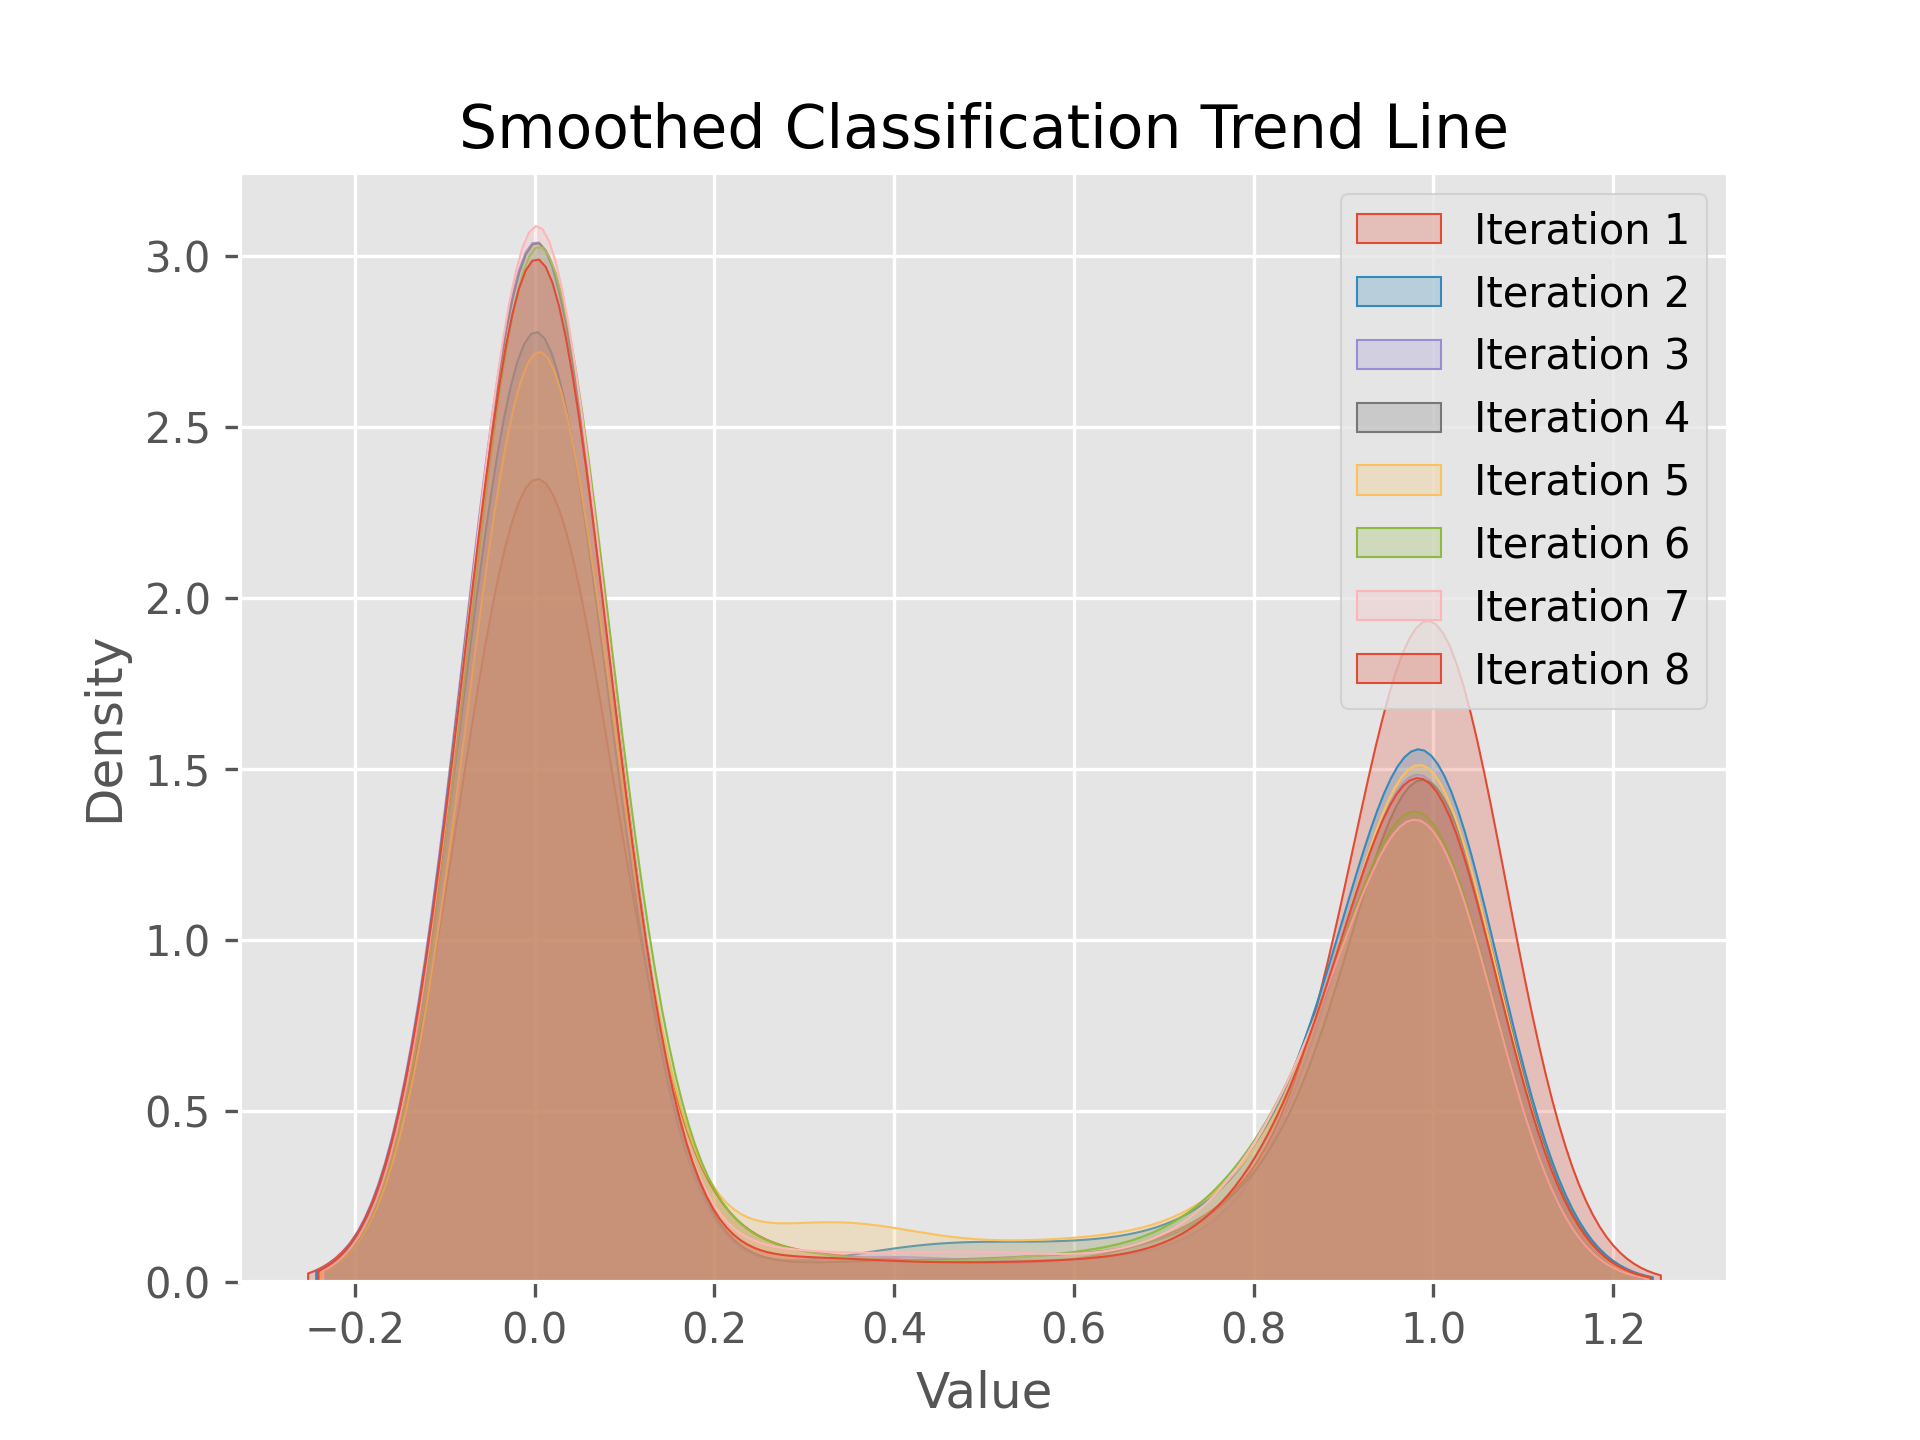 Smoothed Classification Trend Line
Iteration 1
Iteration 2
Iteration 3
Iteration 4
Iteration 5
Iteration 6
Iteration 7
Iteration 8
Density
3.0
2.5
2.0
1.5
1.0
0.5
0.0
−0.2 0.0 0.2 0.4 0.6 0.8 1.0 1.2
Value